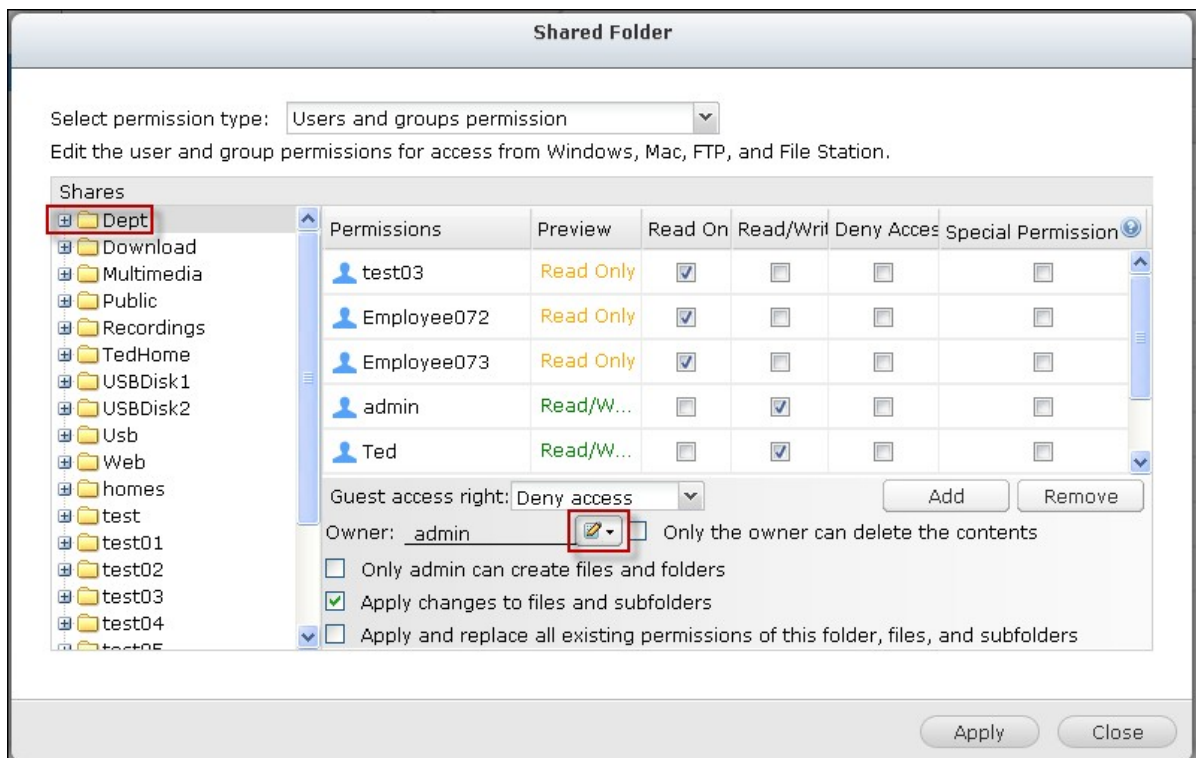 Shared Folder
Select permission type: Users and groups permission
Edit the user and group permissions for access from Windows, Mac, FTP, and File Station.
Shares
Dept
Download
Multimedia
Public
Recordings
TedHome
USBDisk1
USBDisk2
Usb
Web
homes
test
test01
test02
test03
test04
Permissions Preview Read On Read/Wri Deny Acces Special Permission
test03 Read Only
Employee072 Read Only
Employee073 Read Only
admin Read/W...
Ted Read/W...
Guest access right: Deny access Add Remove
Owner: admin Only the owner can delete the contents
Only admin can create files and folders
Apply changes to files and subfolders
Apply and replace all existing permissions of this folder, files, and subfolders
Apply Close